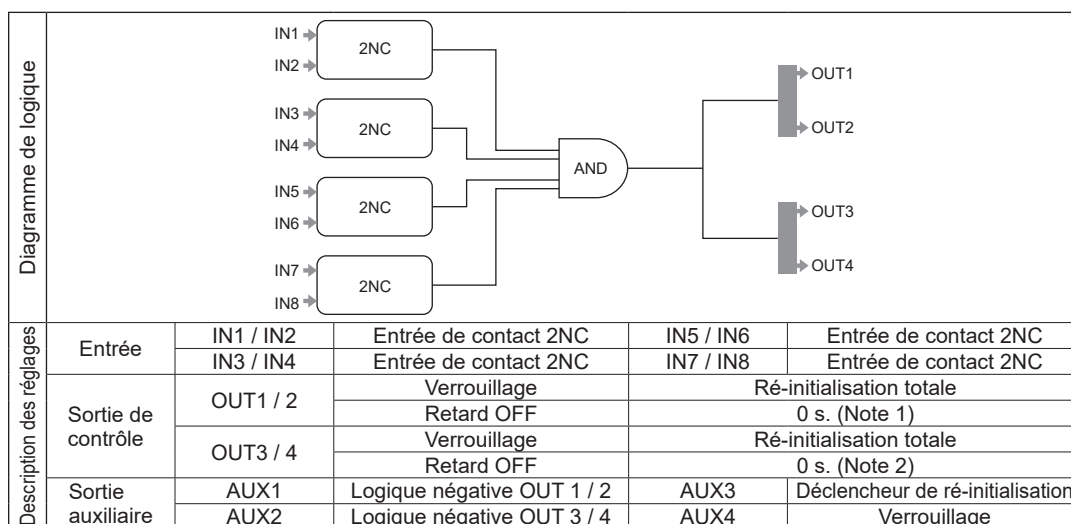 Diagramme de logique
IN1
IN2
2NC
IN3
IN4
2NC
IN5
IN6
2NC
IN7
IN8
2NC
AND
OUT1
OUT2
OUT3
OUT4
Description des réglages
Entrée
IN1 / IN2 Entrée de contact 2NC IN5 / IN6 Entrée de contact 2NC
IN3 / IN4 Entrée de contact 2NC IN7 / IN8 Entrée de contact 2NC
Sortie de contrôle
OUT1 / 2
Verrouillage Ré-initialisation totale
Retard OFF 0 s. (Note 1)
OUT3 / 4
Verrouillage Ré-initialisation totale
Retard OFF 0 s. (Note 2)
Sortie auxiliaire
AUX1 Logique négative OUT 1 / 2 AUX3 Déclencheur de ré-initialisation
AUX2 Logique négative OUT 3 / 4 AUX4 Verrouillage